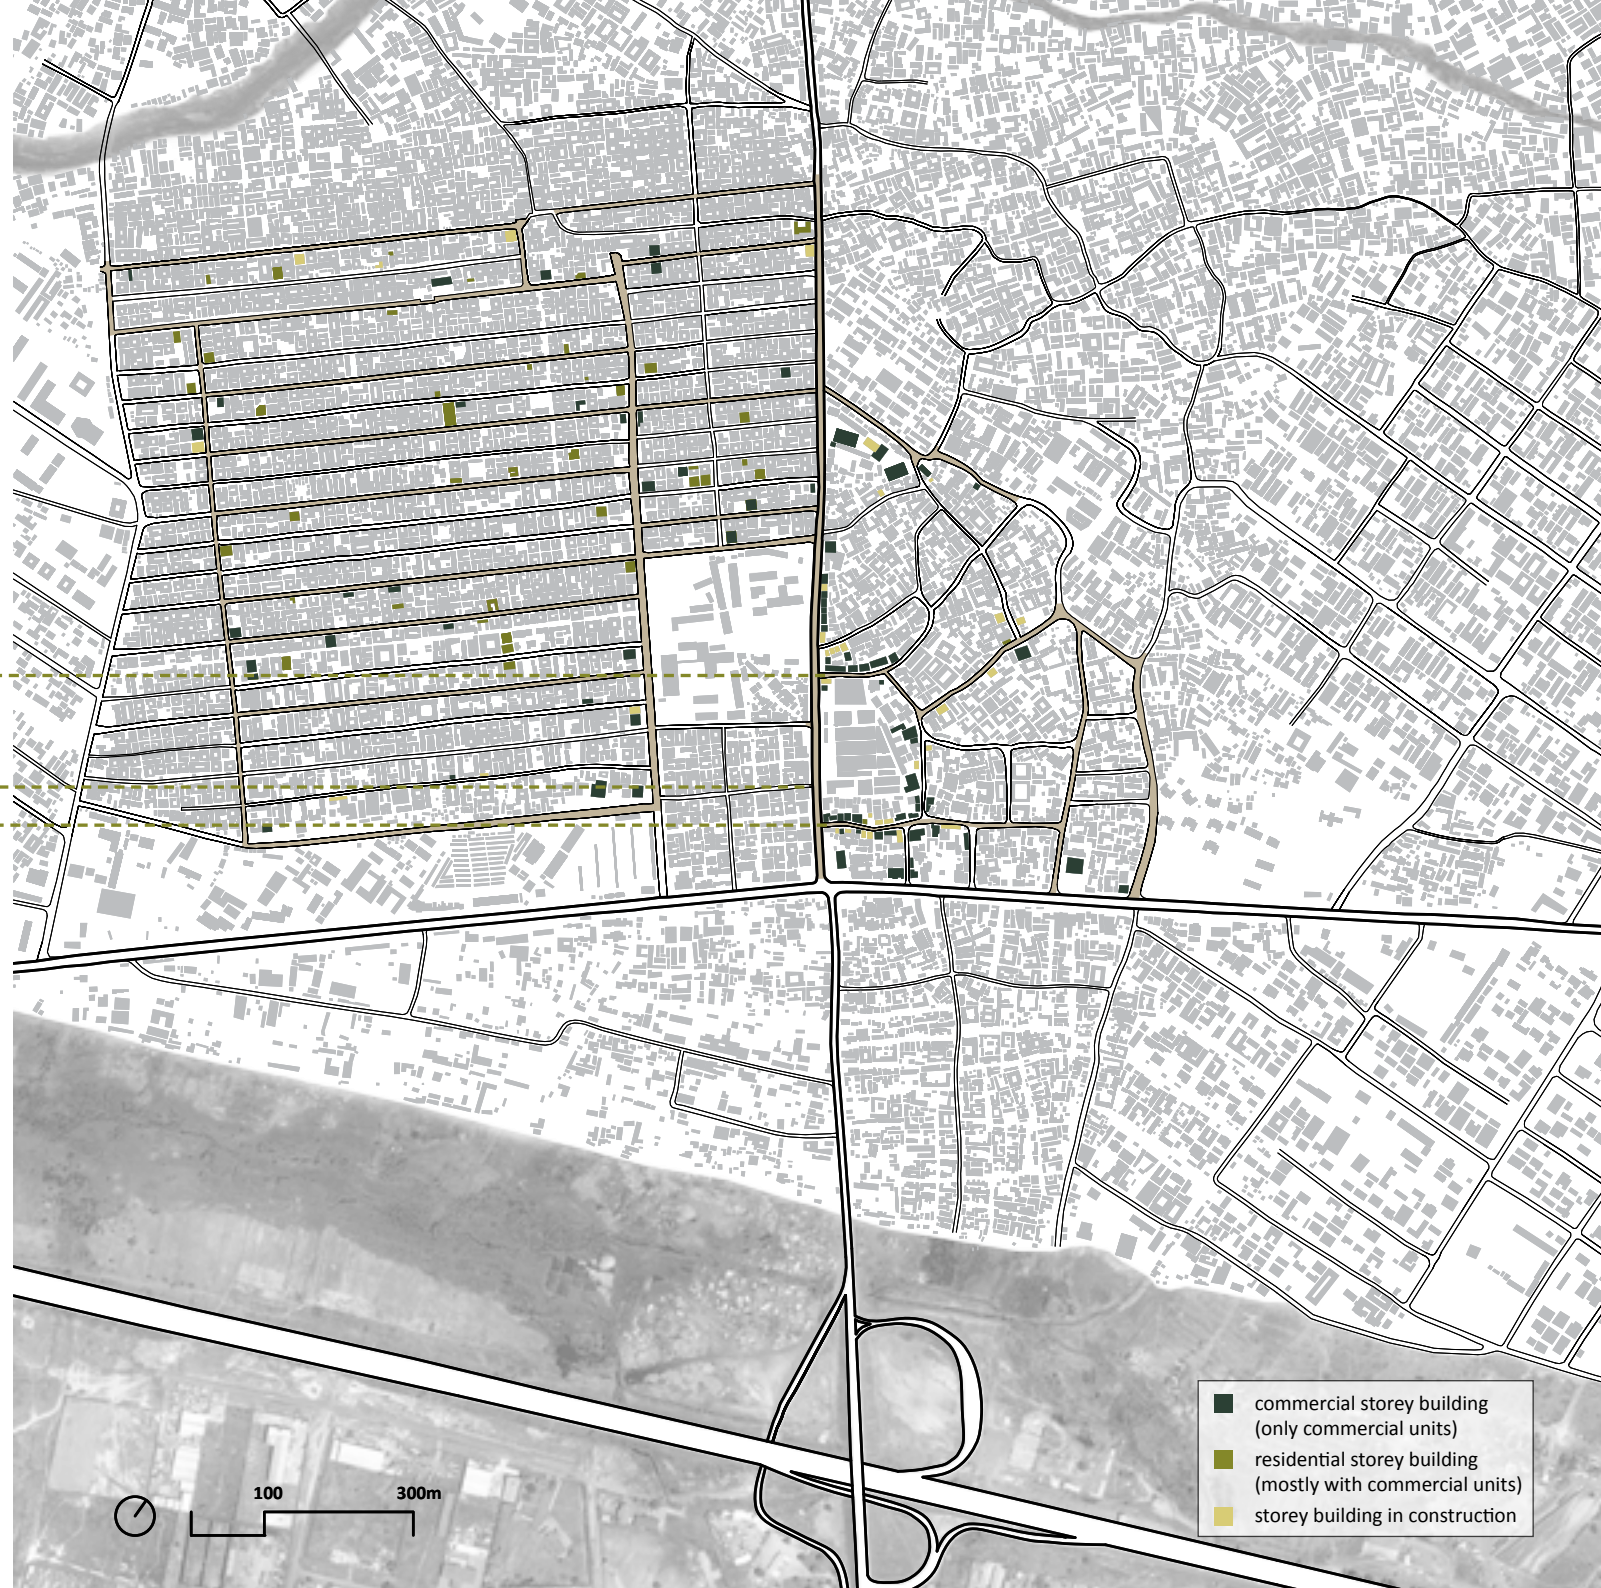 100 300m
commercial storey building
(only commercial units)
residential storey building
(mostly with commercial units)
storey building in construction